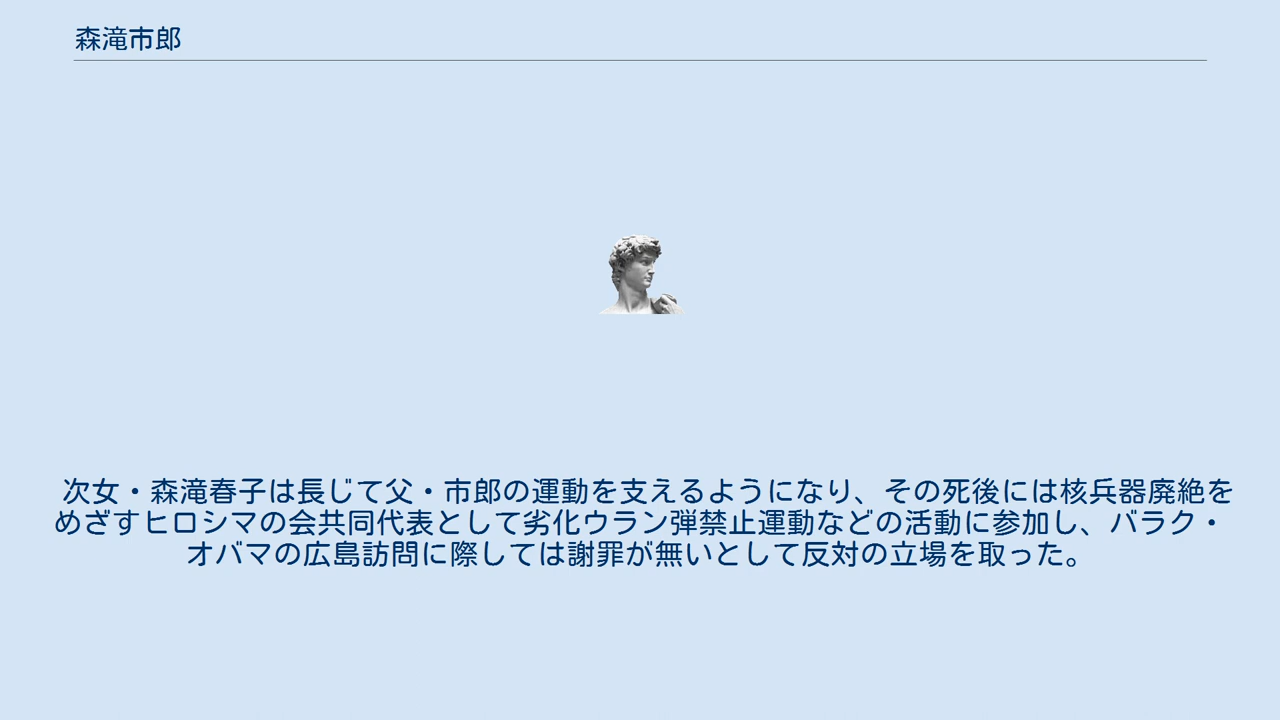 森滝市郎
次女・森滝春子は長じて父・市郎の運動を支えるようになり、その死後には核兵器廃絶を
めざすヒロシマの会共同代表として劣化ウラン弾禁止運動などの活動に参加し、バラク・
オバマの広島訪問に際しては謝罪が無いとして反対の立場を取った。